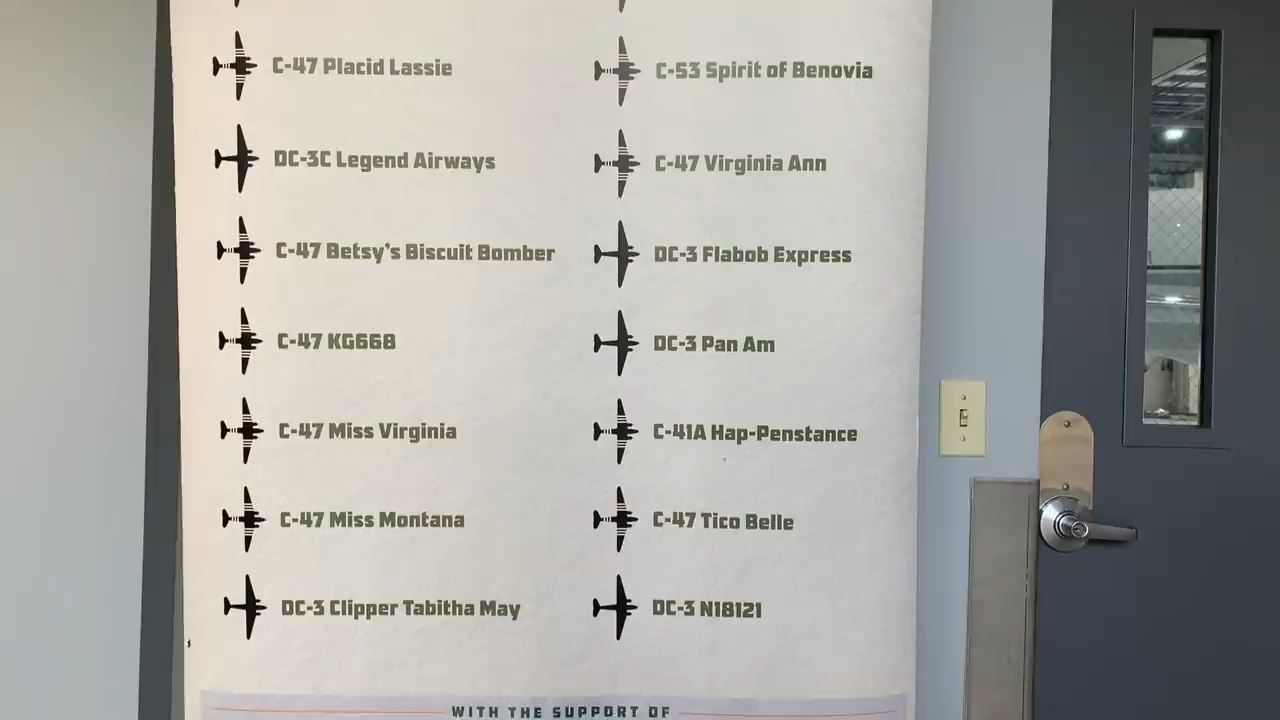 C-47 Placid Lassie
DC-3C Legend Airways
C-47 Betsy's Biscuit Bomber
C-47 KG668
C-47 Miss Virginia
C-47 Miss Montana
DC-3 Clipper Tabitha May
C-53 Spirit of Benovia
C-47 Virginia Ann
DC-3 Flabob Express
DC-3 Pan Am
C-41A Hap-Penstance
C-47 Tico Belle
DC-3 N18121
WITH THE SUPPORT OF